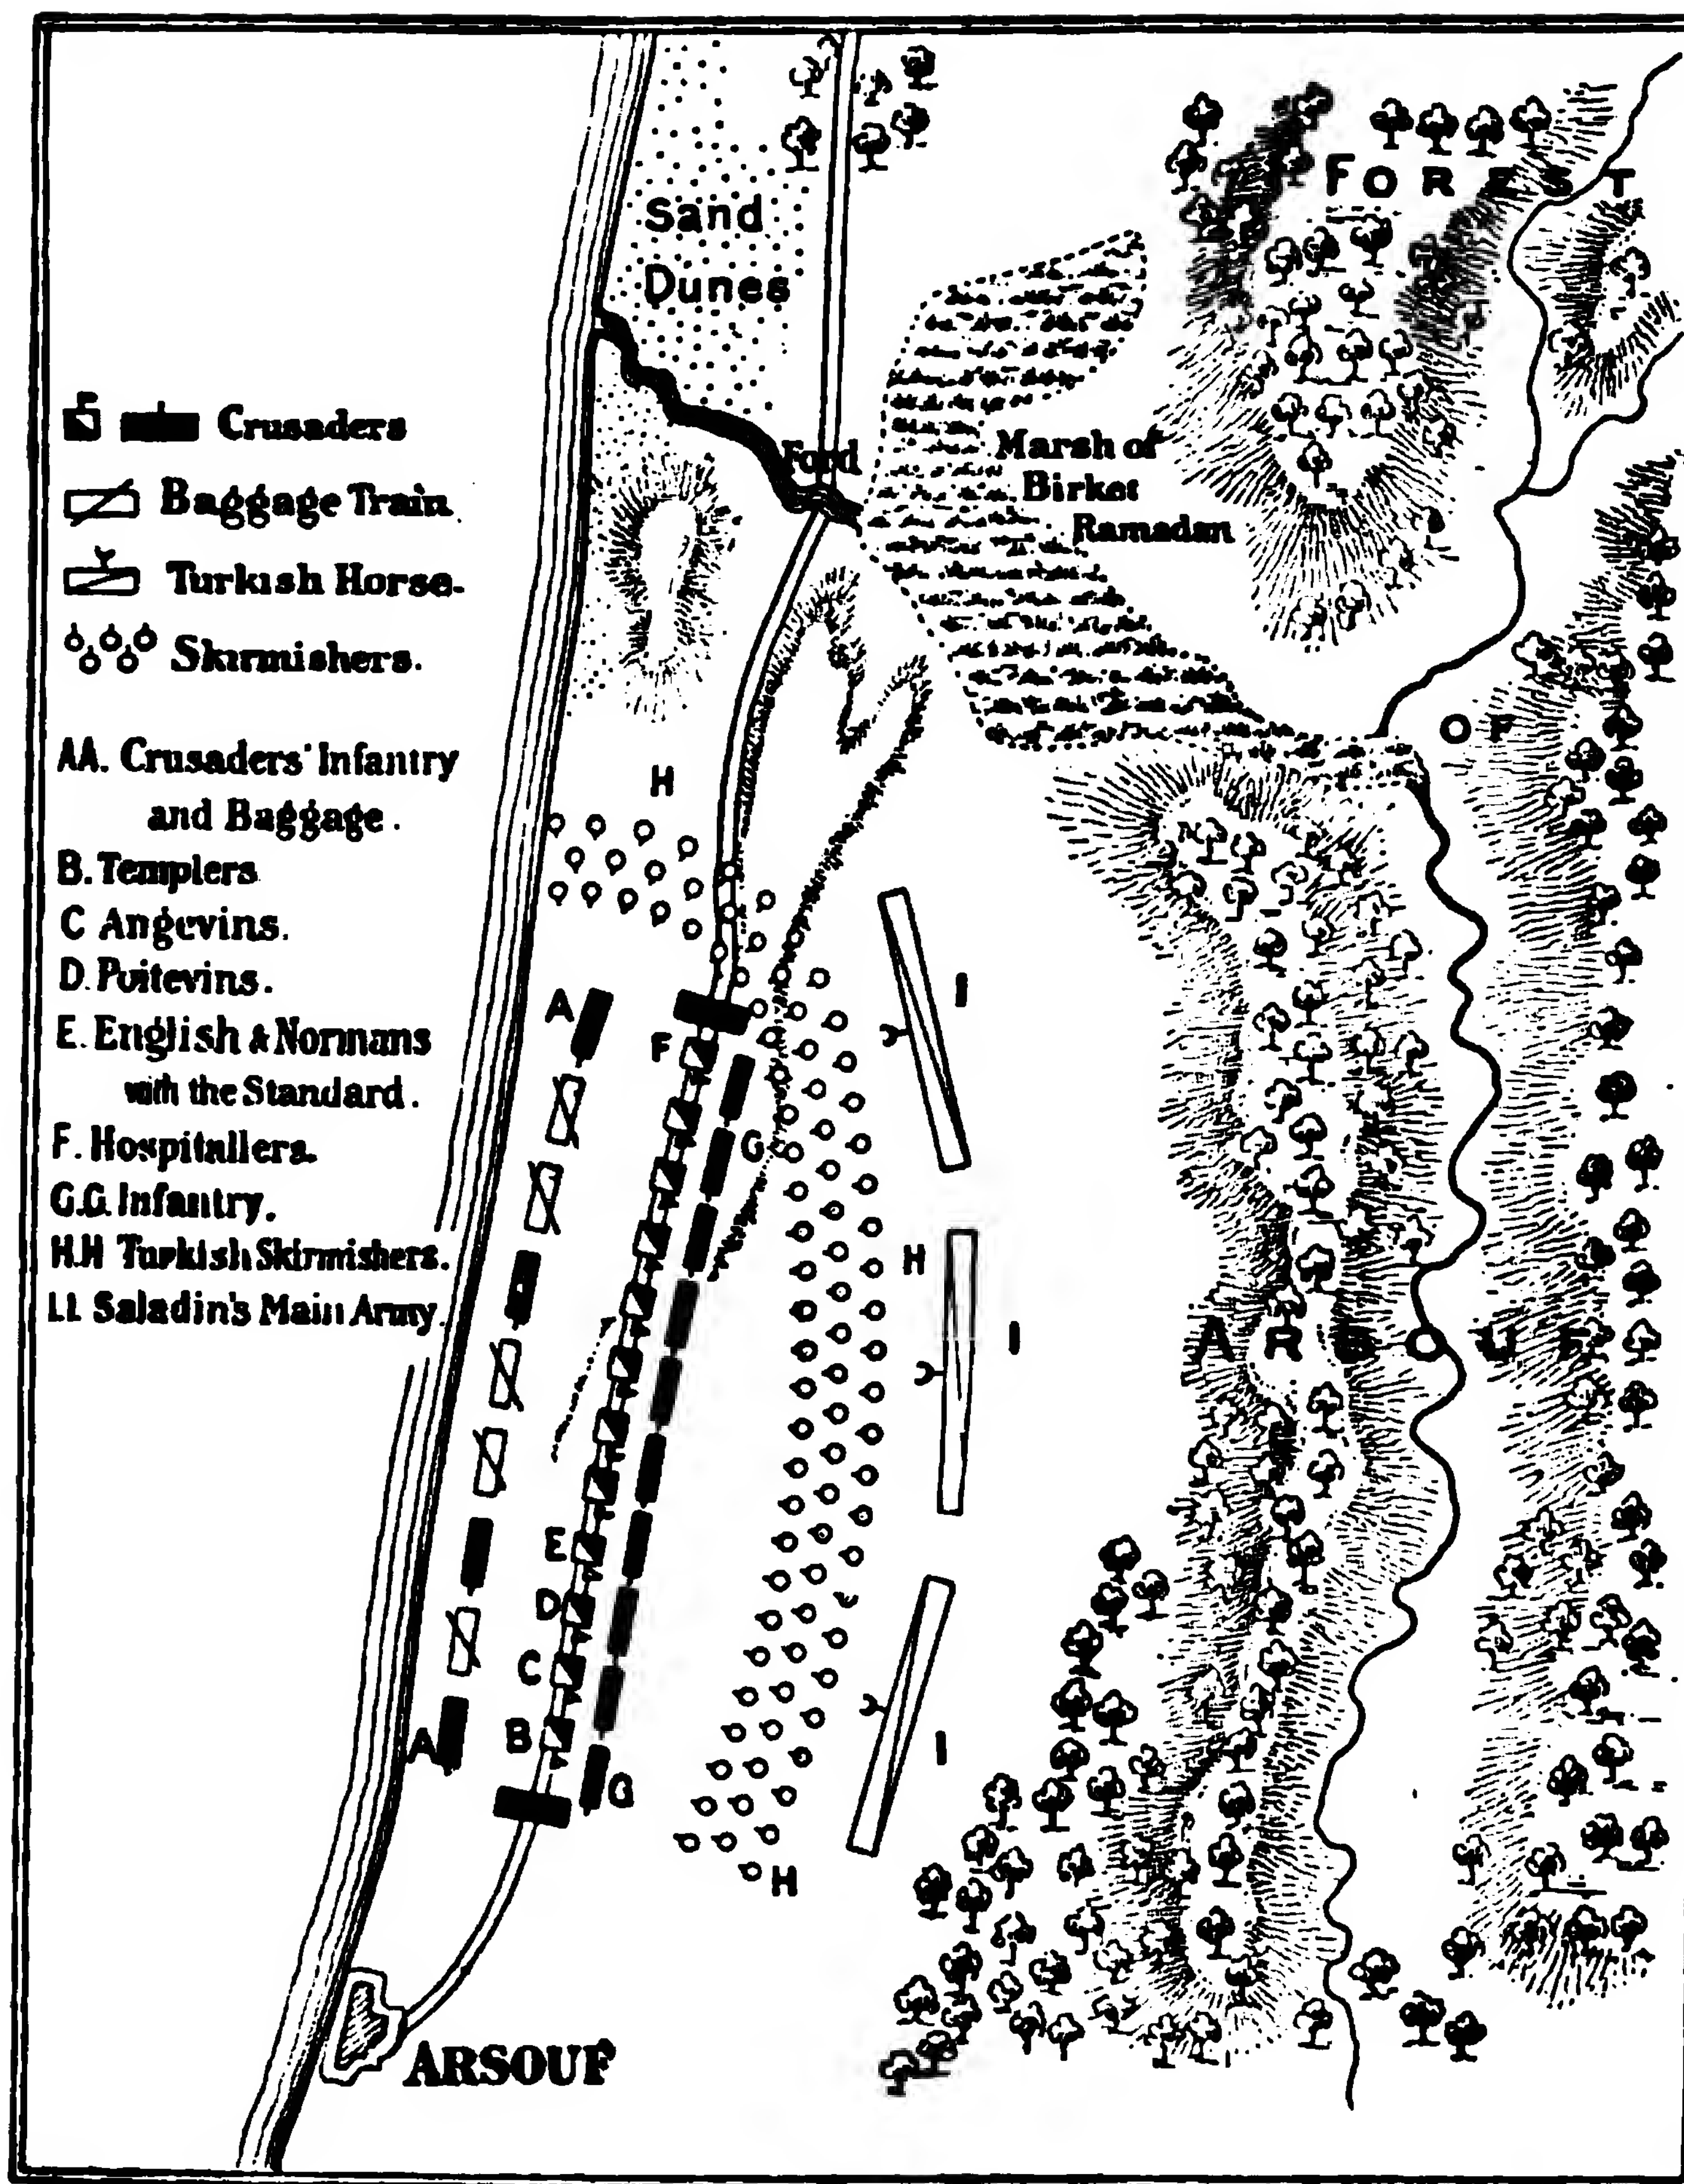 Sand
Dunes
FOREST
Ford
Marsh of
Birket
Ramadan
OF
ARSOUF
Crusaders
Baggage Train.
Turkish Horse-
Skirmishers.
AA. Crusaders' Infantry
and Baggage.
B. Templers
C Angevins.
D. Poitevins.
E. English & Normans
with the Standard.
F. Hospitallers.
G.G. Infantry.
H.H Turkish Skirmishers.
I.I. Saladin's Main Army.
H
A
F
G
I
H
I
E
D
C
B
A
G
I
H
ARSOUF